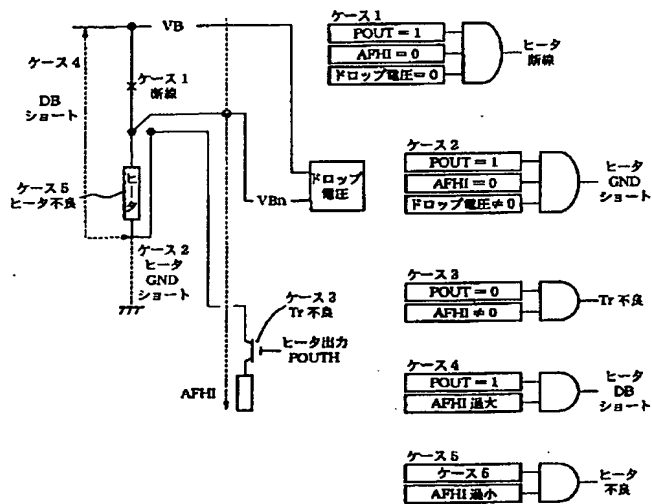 VB
ケース 4
DB
ショート
ケース 1
断線
ヒータ
ケース 5
ヒータ不良
ケース 2
ヒータ
GND
ショート
VBn
ドロップ
電圧
ケース 3
Tr 不良
ヒータ出力
POUTH
AFHI
ケース 1
POUT = 1
AFHI = 0
ドロップ電圧 = 0
ヒータ
断線
ケース 2
POUT = 1
AFHI = 0
ドロップ電圧 ≠ 0
ヒータ
GND
ショート
ケース 3
POUT = 0
AFHI ≠ 0
Tr 不良
ケース 4
POUT = 1
AFHI 過大
ヒータ
DB
ショート
ケース 5
ケース 6
AFHI 過小
ヒータ
不良